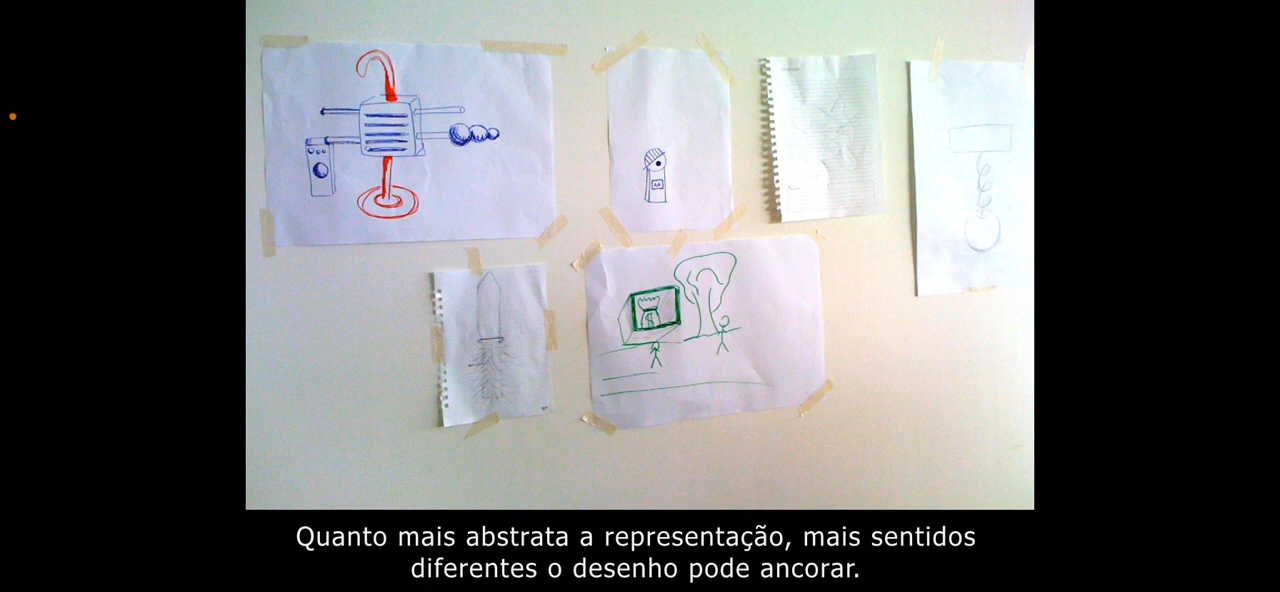 Quanto mais abstrata a representação, mais sentidos
diferentes o desenho pode ancorar.